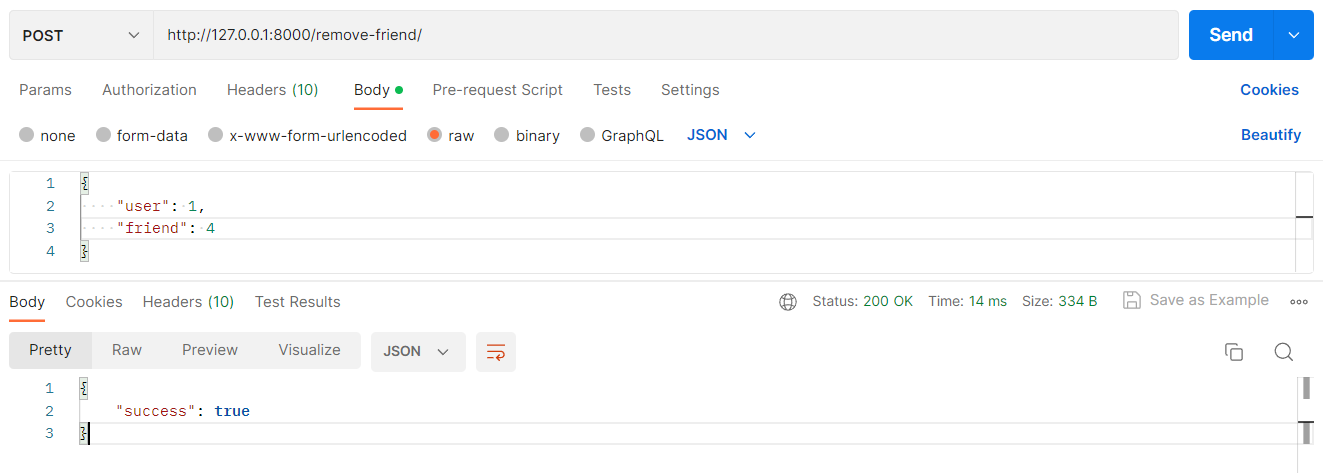 POST http://127.0.0.1:8000/remove-friend/ Send
Params Authorization Headers (10) Body Pre-request Script Tests Settings Cookies
none form-data x-www-form-urlencoded raw binary GraphQL JSON Beautify
1 {
2 "user": 1,
3 "friend": 4
4 }
Body Cookies Headers (10) Test Results Status: 200 OK Time: 14 ms Size: 334 B Save as Example
Pretty Raw Preview Visualize JSON
1 {
2 "success": true
3 }